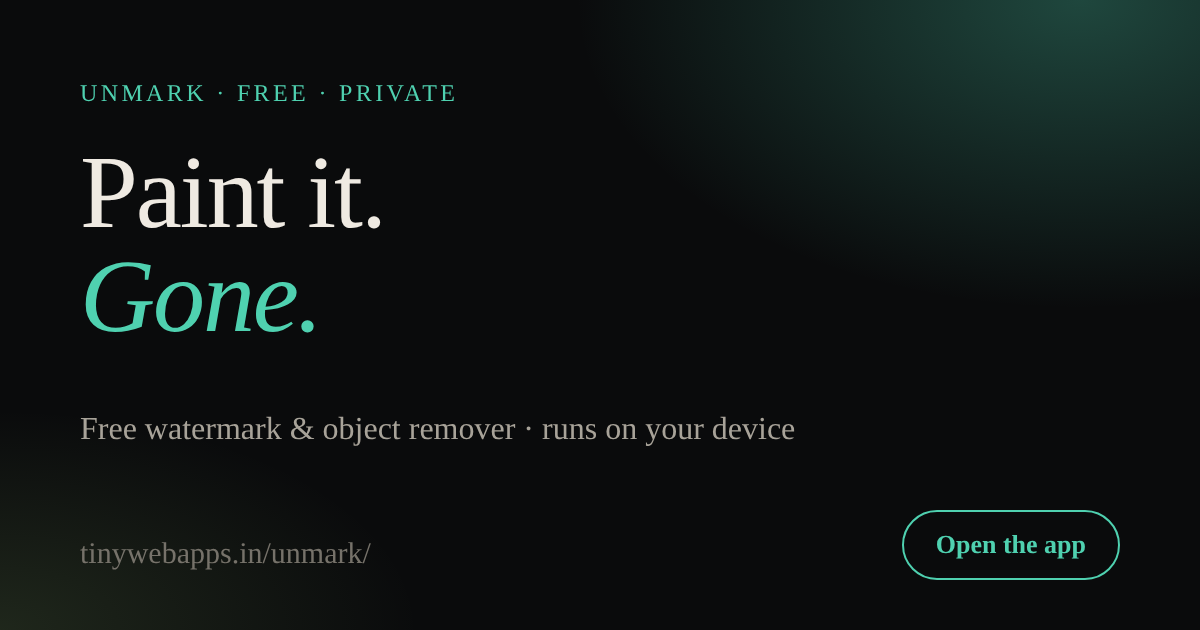 UNMARK · FREE · PRIVATE
Paint it.
Gone.
Free watermark & object remover · runs on your device
tinywebapps.in/unmark/
Open the app